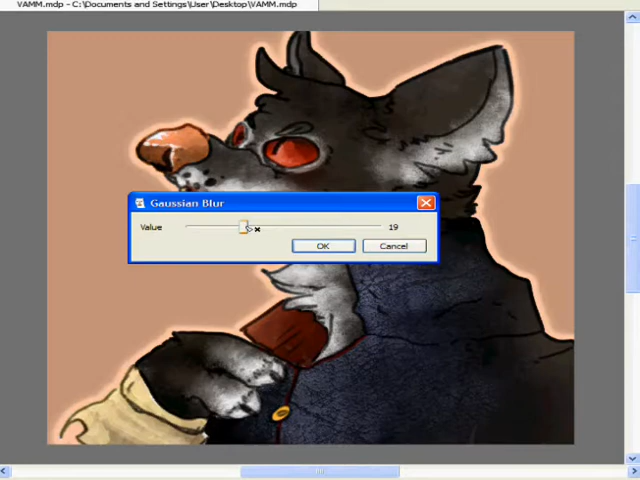 VAMM.mdp - C:\Documents and Settings\User\Desktop\VAMM.mdp
Gaussian Blur
Value 19
OK Cancel